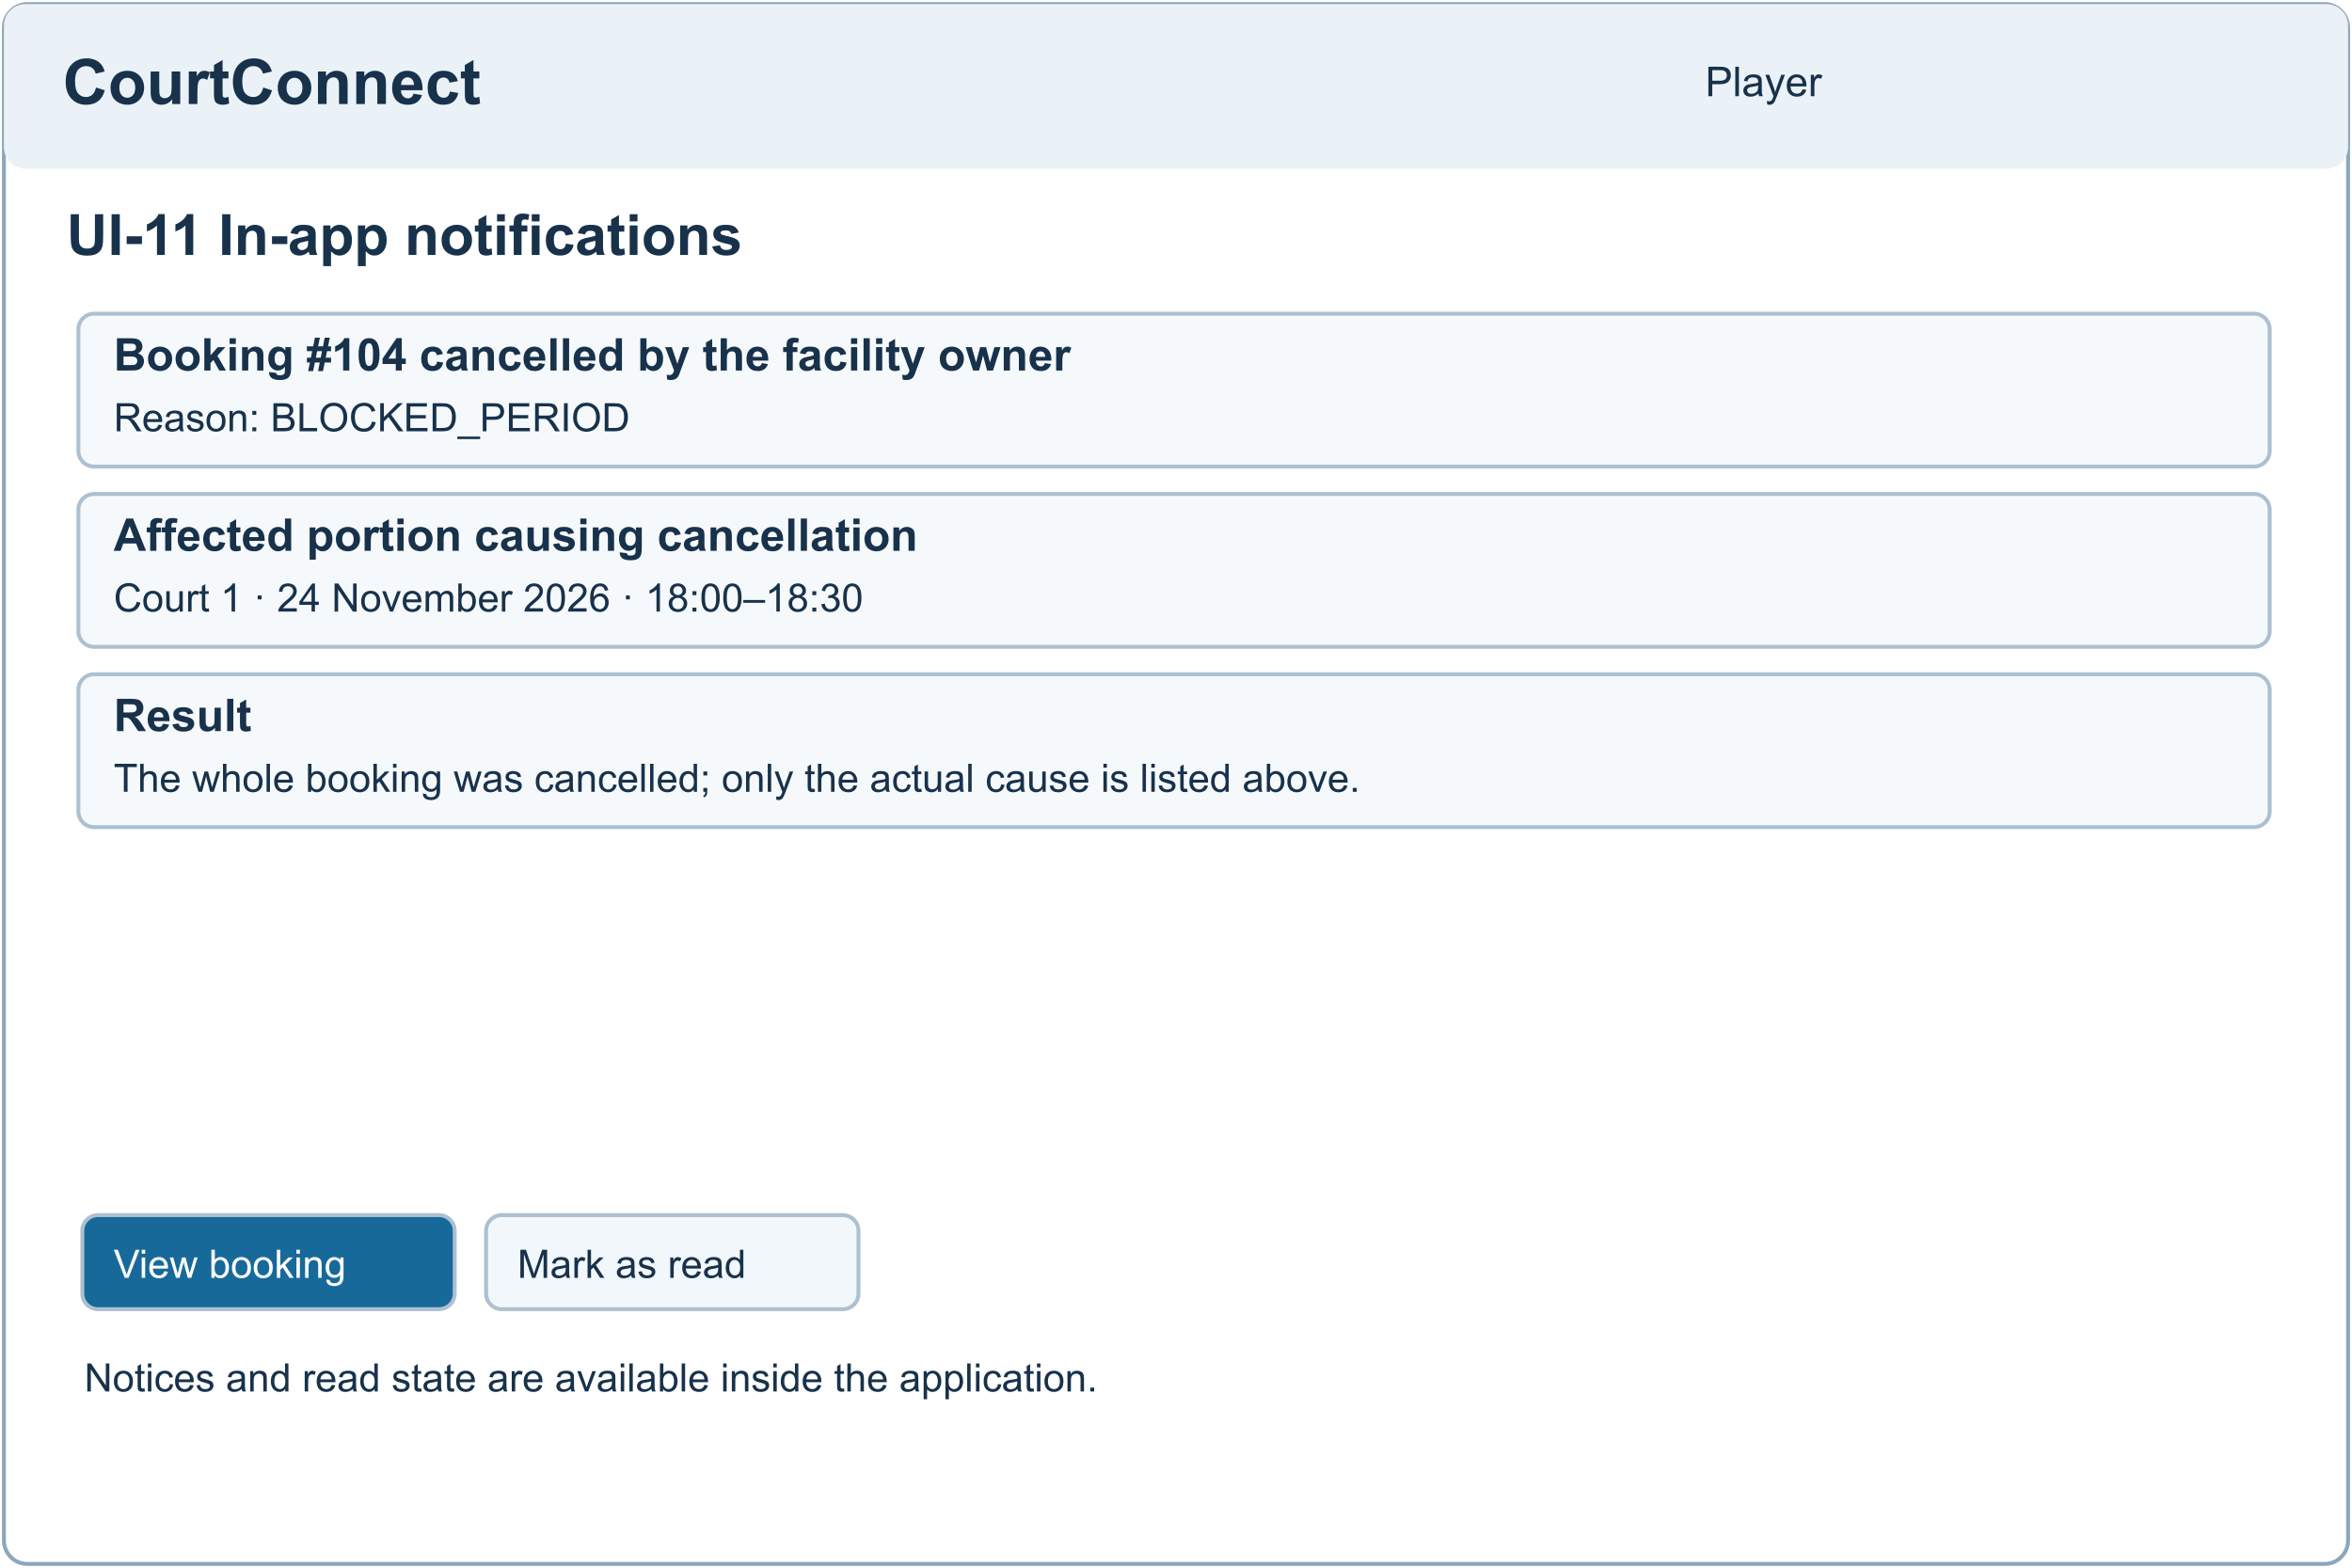 CourtConnect
Player
UI-11 In-app notifications
Booking #104 cancelled by the facility owner
Reason: BLOCKED_PERIOD
Affected portion causing cancellation
Court 1 · 24 November 2026 · 18:00–18:30
Result
The whole booking was cancelled; only the actual cause is listed above.
View booking
Mark as read
Notices and read state are available inside the application.